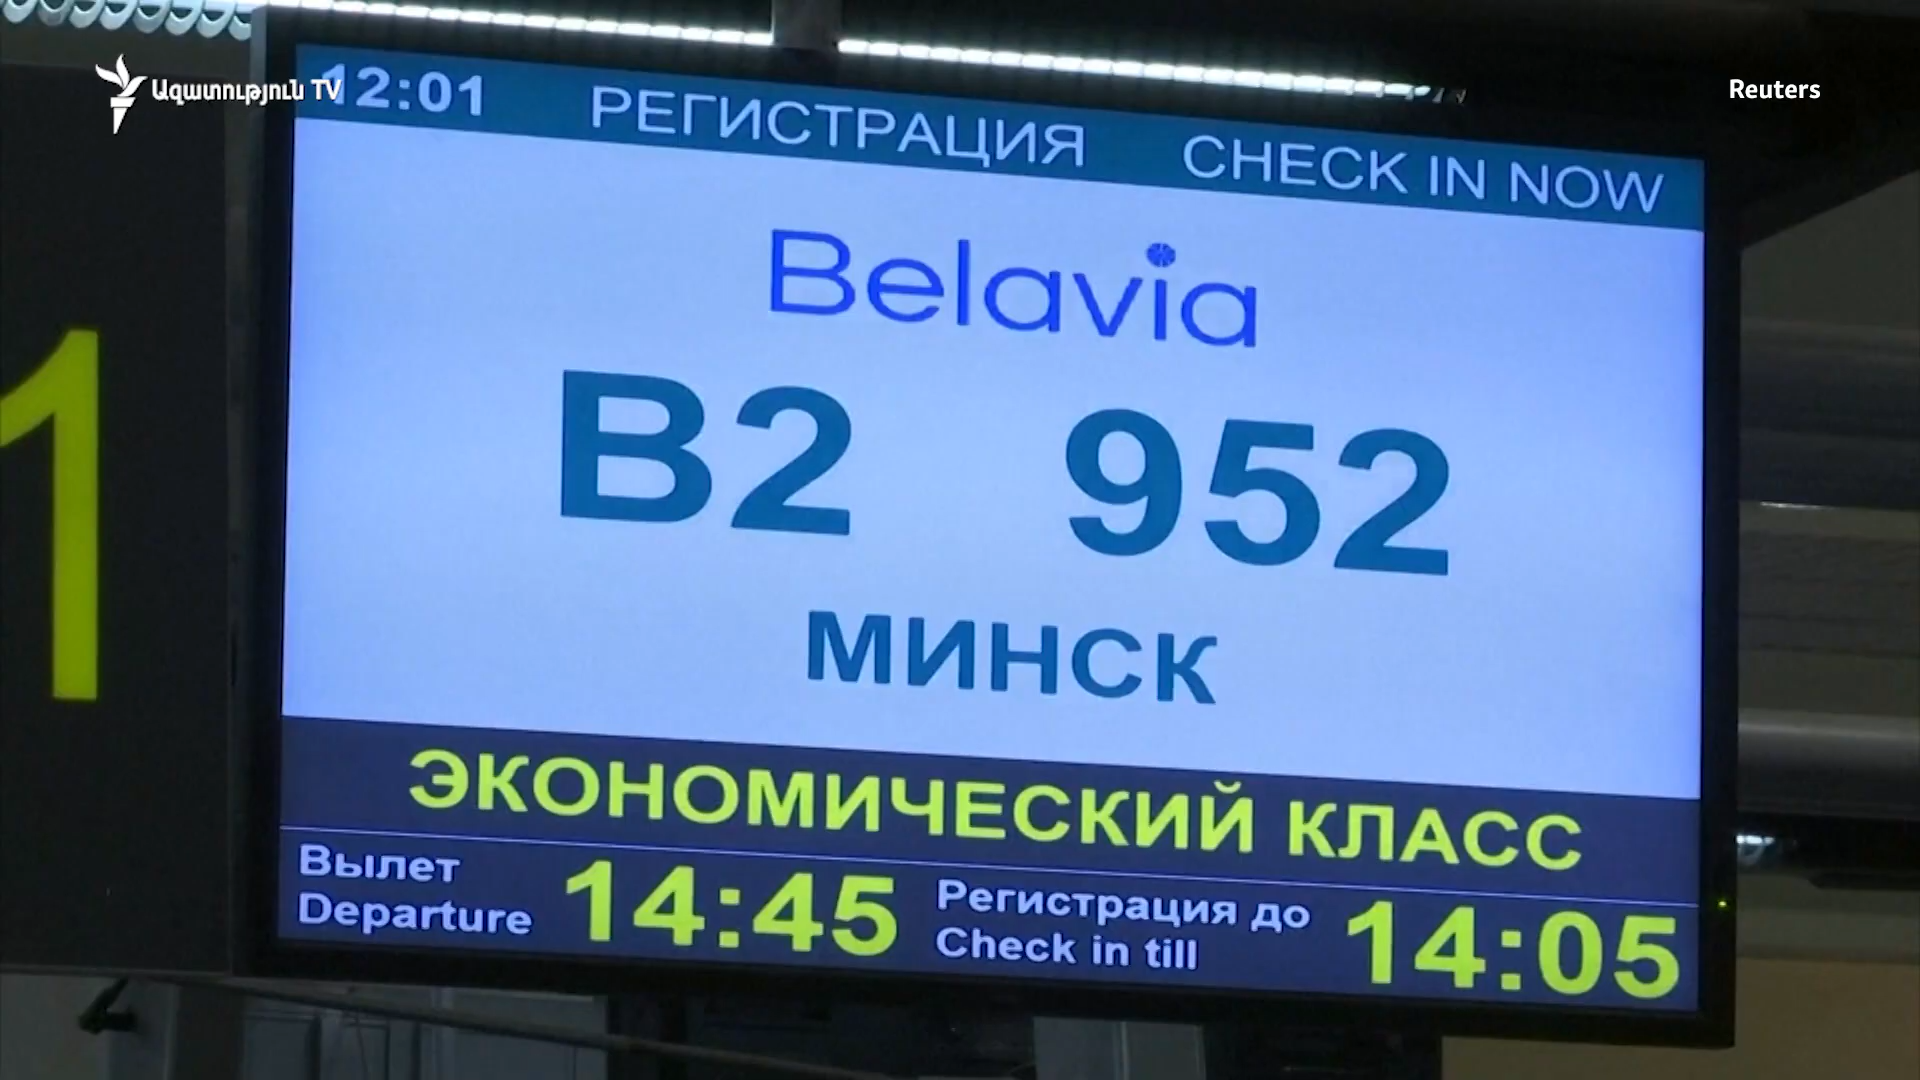 Ազատություն TV
Reuters
12:01 РЕГИСТРАЦИЯ CHECK IN NOW
Belavia
B2 952
МИНСК
ЭКОНОМИЧЕСКИЙ КЛАСС
Вылет
Departure
14:45
Регистрация до
Check in till
14:05
1